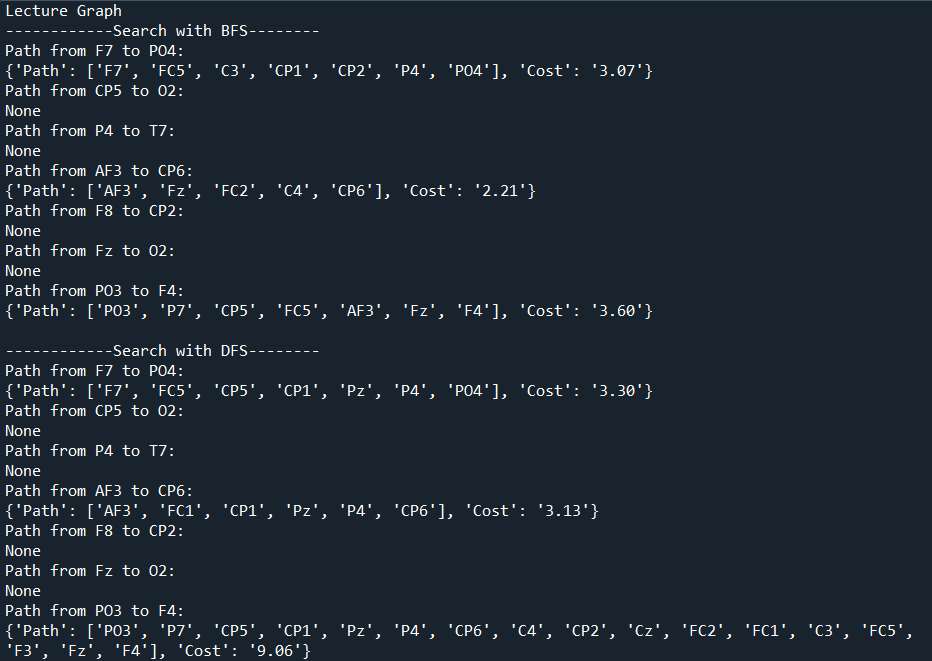 Lecture Graph
------------Search with BFS--------
Path from F7 to PO4:
{'Path': ['F7', 'FC5', 'C3', 'CP1', 'CP2', 'P4', 'PO4'], 'Cost': '3.07'}
Path from CP5 to O2:
None
Path from P4 to T7:
None
Path from AF3 to CP6:
{'Path': ['AF3', 'Fz', 'FC2', 'C4', 'CP6'], 'Cost': '2.21'}
Path from F8 to CP2:
None
Path from Fz to O2:
None
Path from PO3 to F4:
{'Path': ['PO3', 'P7', 'CP5', 'FC5', 'AF3', 'Fz', 'F4'], 'Cost': '3.60'}

------------Search with DFS--------
Path from F7 to PO4:
{'Path': ['F7', 'FC5', 'CP5', 'CP1', 'Pz', 'P4', 'PO4'], 'Cost': '3.30'}
Path from CP5 to O2:
None
Path from P4 to T7:
None
Path from AF3 to CP6:
{'Path': ['AF3', 'FC1', 'CP1', 'Pz', 'P4', 'CP6'], 'Cost': '3.13'}
Path from F8 to CP2:
None
Path from Fz to O2:
None
Path from PO3 to F4:
{'Path': ['PO3', 'P7', 'CP5', 'CP1', 'Pz', 'P4', 'CP6', 'C4', 'CP2', 'Cz', 'FC2', 'FC1', 'C3', 'FC5',
'F3', 'Fz', 'F4'], 'Cost': '9.06'}